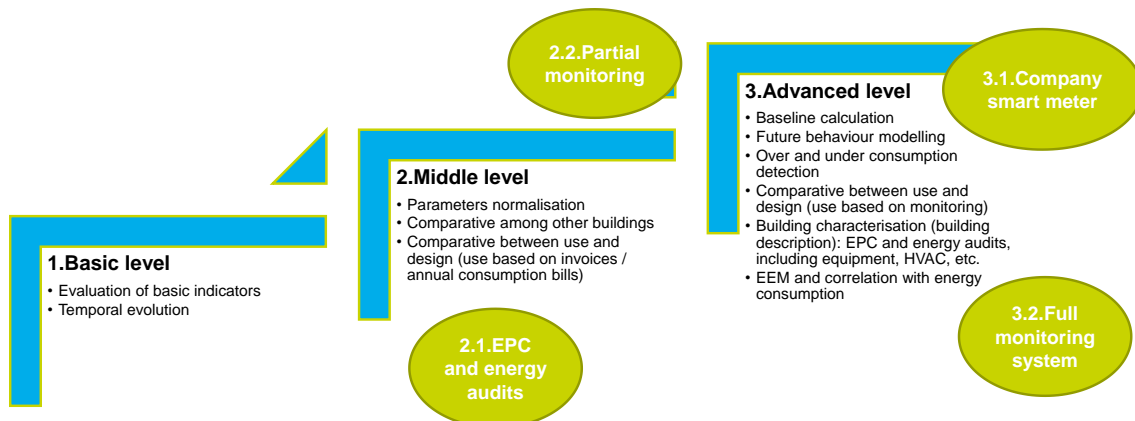 1.Basic level
• Evaluation of basic indicators
• Temporal evolution
2.2.Partial
monitoring
2.Middle level
• Parameters normalisation
• Comparative among other buildings
• Comparative between use and
design (use based on invoices /
annual consumption bills)
2.1.EPC
and energy
audits
3.Advanced level
• Baseline calculation
• Future behaviour modelling
• Over and under consumption
detection
• Comparative between use and
design (use based on monitoring)
• Building characterisation (building
description): EPC and energy audits,
including equipment, HVAC, etc.
• EEM and correlation with energy
consumption
3.1.Company
smart meter
3.2.Full
monitoring
system